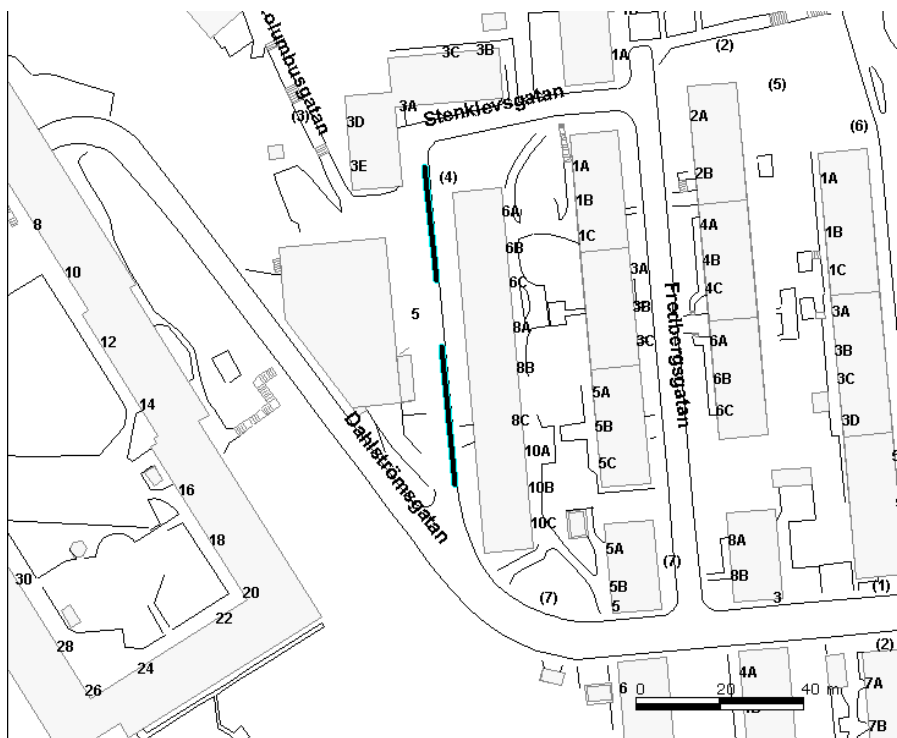 olumbusgatan
(3)
3C
3B
3A
3D
3E
Stenklevsgatan
1A
(2)
(5)
(6)
(4)
2A
2B
1A
1B
1C
6A
6B
6C
8A
8B
8C
10A
10B
10C
3A
3B
3C
5A
5B
5C
Fredbergsgatan
4A
4B
4C
6A
6B
6C
1A
1B
1C
3A
3B
3C
3D
5
8
10
12
14
16
18
20
22
24
26
28
30
5
Dahlströmsgatan
(7)
5A
5B
5
(7)
8A
8B
3
(1)
(2)
6
4A
7A
7B
0 20 40 m